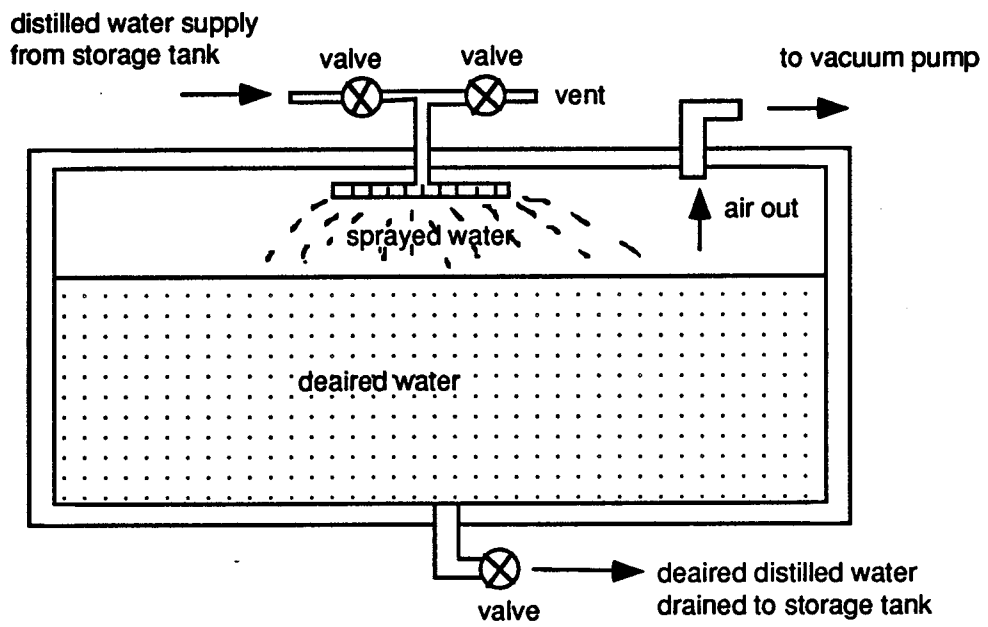 distilled water supply
from storage tank
valve
valve
to vacuum pump
vent
air out
sprayed water
deaired water
valve
deaired distilled water
drained to storage tank